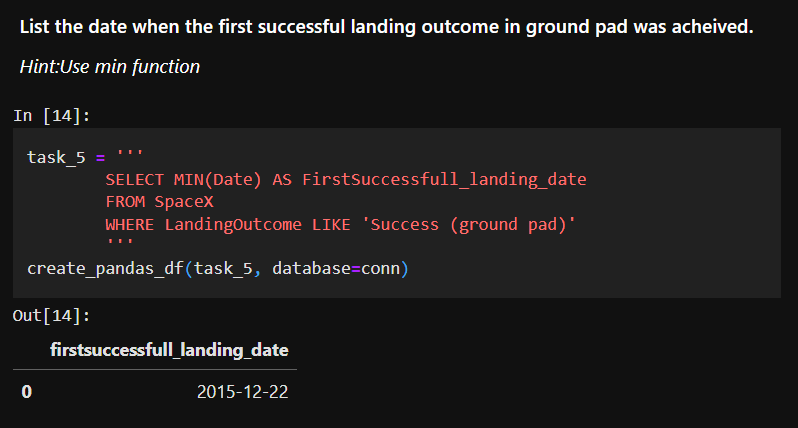 List the date when the first successful landing outcome in ground pad was acheived.
Hint:Use min function
In [14]:
task_5 = '''
SELECT MIN(Date) AS FirstSuccessfull_landing_date
FROM SpaceX
WHERE LandingOutcome LIKE 'Success (ground pad)'
'''
create_pandas_df(task_5, database=conn)
Out[14]:
firstsuccessfull_landing_date
0 2015-12-22